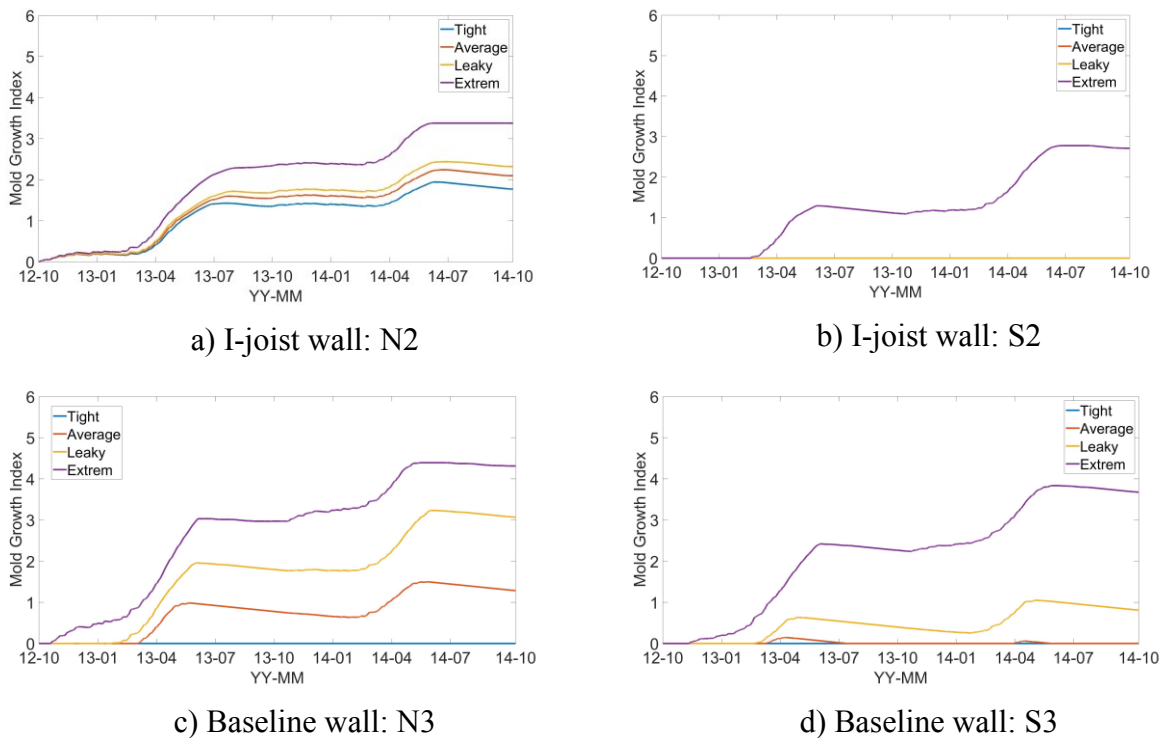 6
5
4
3
2
1
0
Mold Growth Index
Tight
Average
Leaky
Extrem
12-10 13-01 13-04 13-07 13-10 14-01 14-04 14-07 14-10
YY-MM
a) I-joist wall: N2
6
5
4
3
2
1
0
Mold Growth Index
Tight
Average
Leaky
Extrem
12-10 13-01 13-04 13-07 13-10 14-01 14-04 14-07 14-10
YY-MM
b) I-joist wall: S2
6
5
4
3
2
1
0
Mold Growth Index
Tight
Average
Leaky
Extrem
12-10 13-01 13-04 13-07 13-10 14-01 14-04 14-07 14-10
YY-MM
c) Baseline wall: N3
6
5
4
3
2
1
0
Mold Growth Index
Tight
Average
Leaky
Extrem
12-10 13-01 13-04 13-07 13-10 14-01 14-04 14-07 14-10
YY-MM
d) Baseline wall: S3